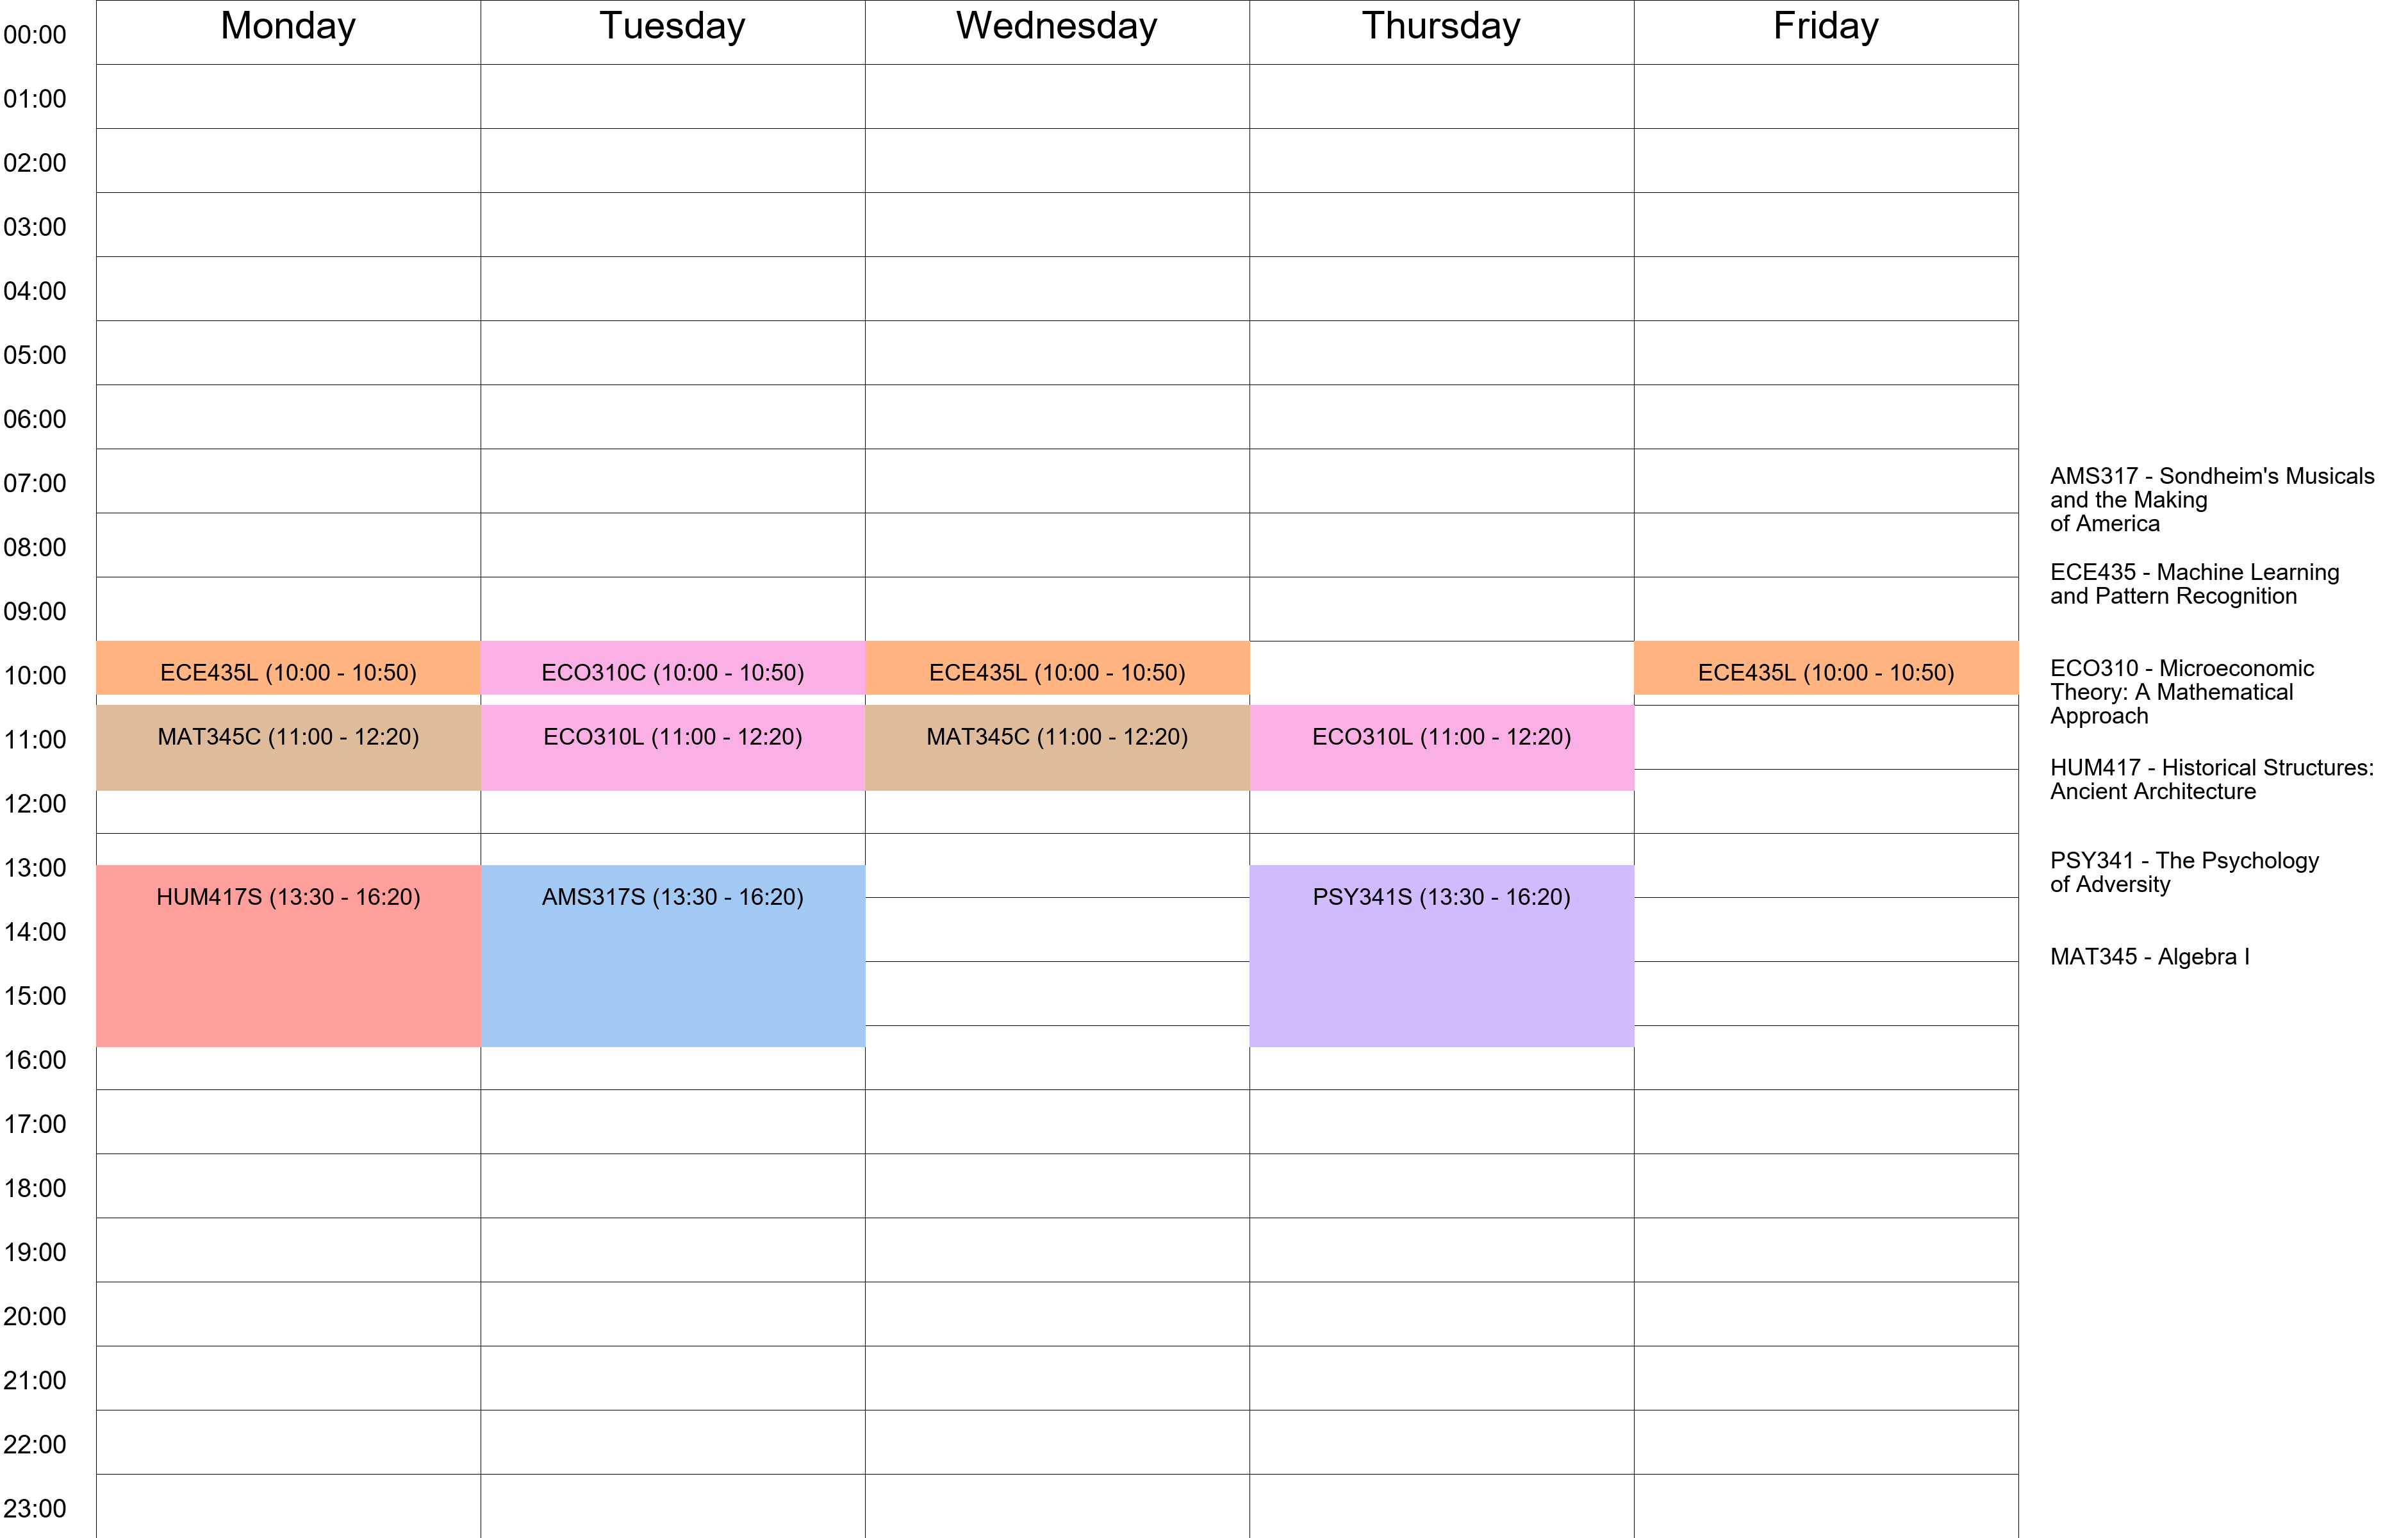 Monday Tuesday Wednesday Thursday Friday
00:00
01:00
02:00
03:00
04:00
05:00
06:00
07:00
08:00
09:00
10:00 ECE435L (10:00 - 10:50) ECO310C (10:00 - 10:50) ECE435L (10:00 - 10:50) ECE435L (10:00 - 10:50)
11:00 MAT345C (11:00 - 12:20) ECO310L (11:00 - 12:20) MAT345C (11:00 - 12:20) ECO310L (11:00 - 12:20)
12:00
13:00
HUM417S (13:30 - 16:20) AMS317S (13:30 - 16:20) PSY341S (13:30 - 16:20)
14:00
15:00
16:00
17:00
18:00
19:00
20:00
21:00
22:00
23:00
AMS317 - Sondheim's Musicals
and the Making
of America
ECE435 - Machine Learning
and Pattern Recognition
ECO310 - Microeconomic
Theory: A Mathematical
Approach
HUM417 - Historical Structures:
Ancient Architecture
PSY341 - The Psychology
of Adversity
MAT345 - Algebra I